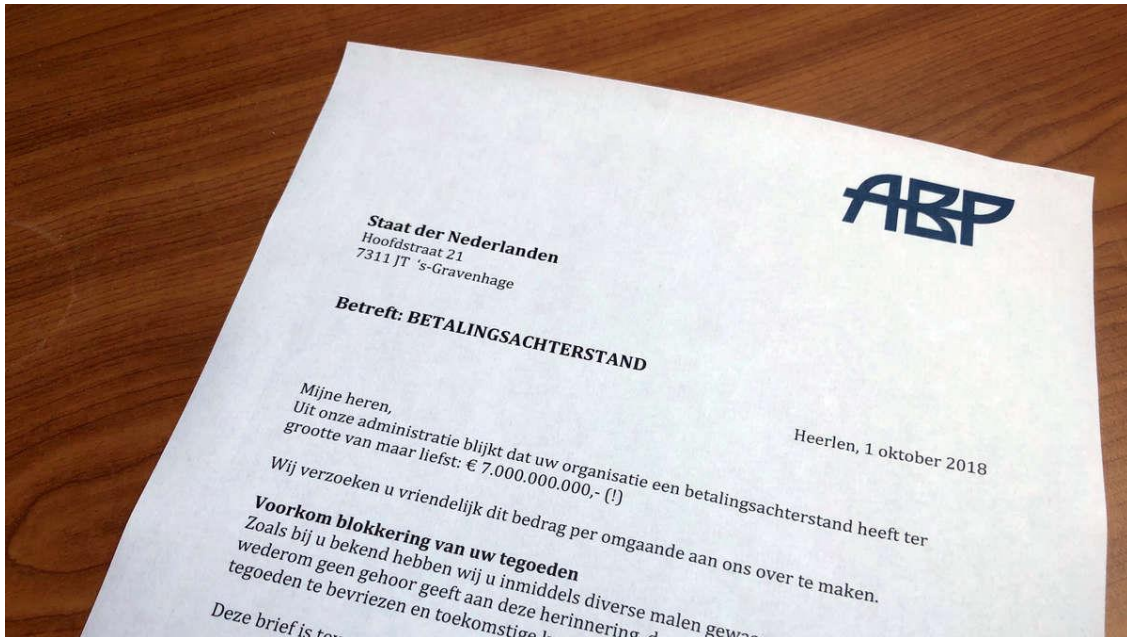 ABP
Staat der Nederlanden
Hoofdstraat 21
7311 JT 's-Gravenhage
Betreft: BETALINGSACHTERSTAND
Heerlen, 1 oktober 2018
Mijne heren,
Uit onze administratie blijkt dat uw organisatie een betalingsachterstand heeft ter
grootte van maar liefst: € 7.000.000.000,- (!)
Wij verzoeken u vriendelijk dit bedrag per omgaande aan ons over te maken.
Voorkom blokkering van uw tegoeden
Zoals bij u bekend hebben wij u inmiddels diverse malen
wederom geen gehoor geeft aan deze herinnering,
tegoeden te bevriezen en toekomstige
Deze brief is